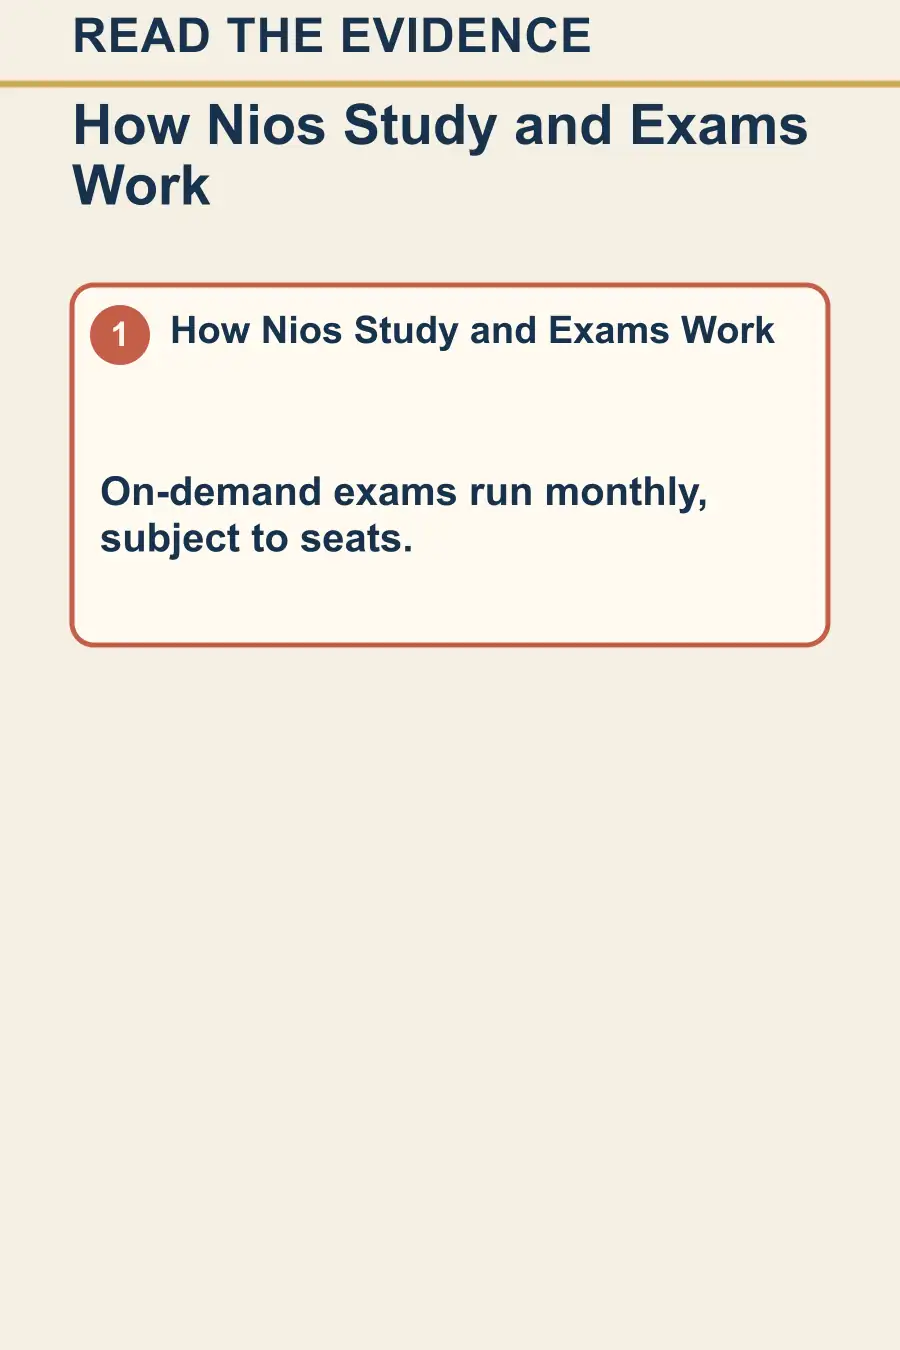 READ THE EVIDENCE
How Nios Study and Exams
Work
1 How Nios Study and Exams Work
On-demand exams run monthly,
subject to seats.